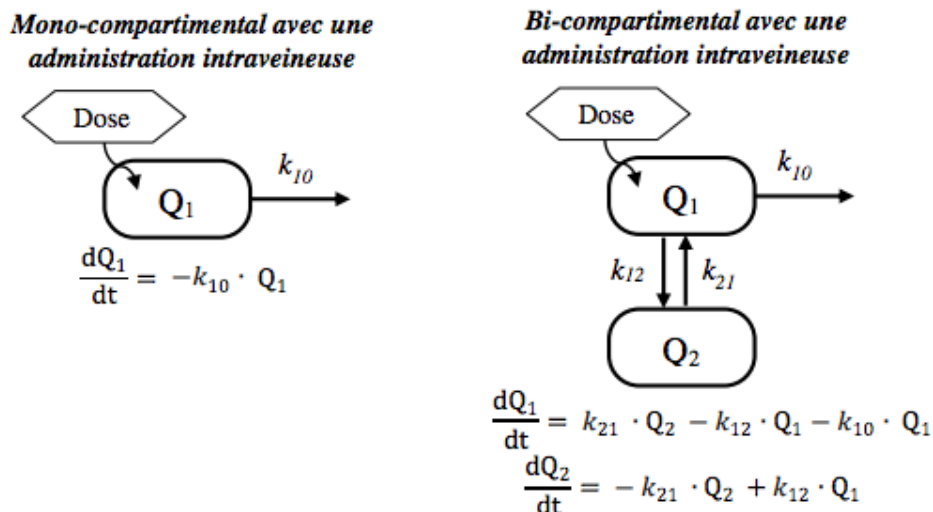 Mono-compartimental avec une
administration intraveineuse
Dose
k₁₀
Q₁
dQ₁/dt = −k₁₀ · Q₁
Bi-compartimental avec une
administration intraveineuse
Dose
k₁₀
Q₁
k₁₂ k₂₁
Q₂
dQ₁/dt = k₂₁ · Q₂ − k₁₂ · Q₁ − k₁₀ · Q₁
dQ₂/dt = − k₂₁ · Q₂ + k₁₂ · Q₁